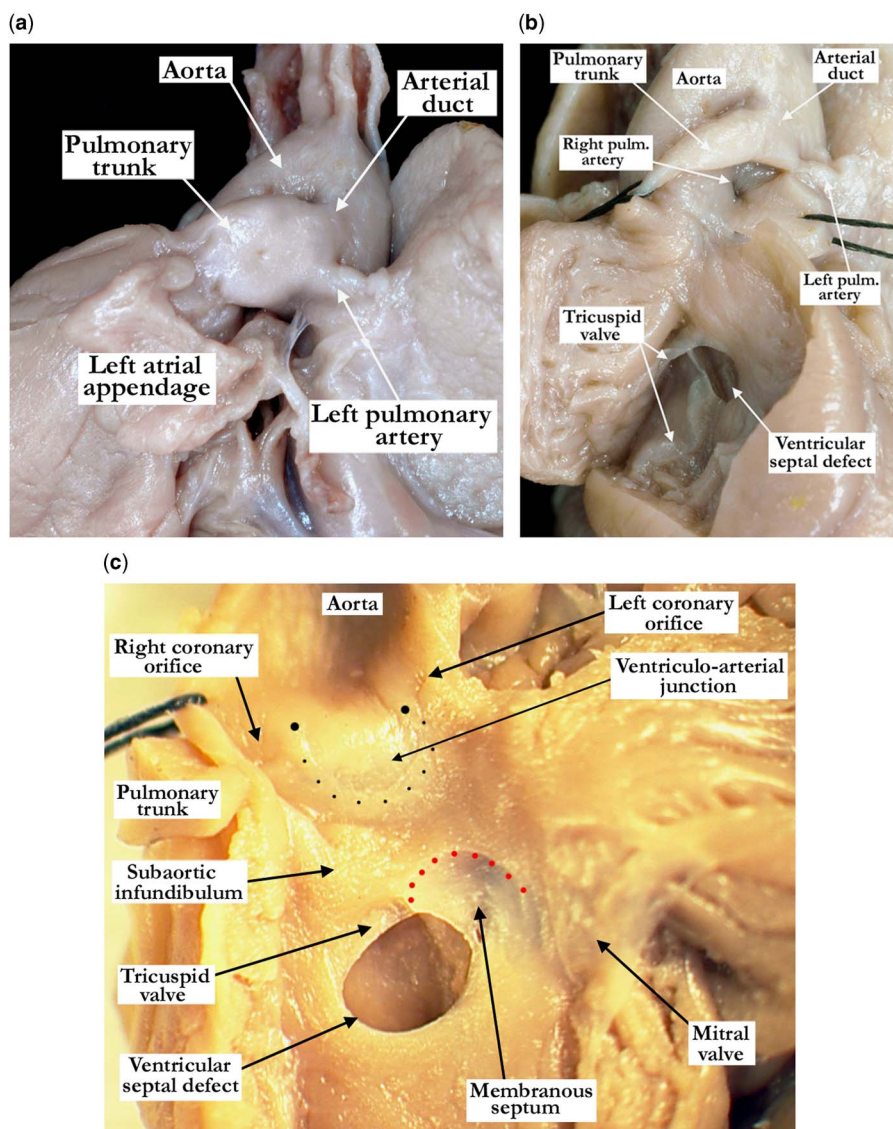 (a)
Aorta
Arterial
duct
Pulmonary
trunk
Left atrial
appendage
Left pulmonary
artery
(b)
Pulmonary
trunk
Aorta
Arterial
duct
Right pulm.
artery
Left pulm.
artery
Tricuspid
valve
Ventricular
septal defect
(c)
Aorta
Left coronary
orifice
Right coronary
orifice
Ventriculo-arterial
junction
Pulmonary
trunk
Subaortic
infundibulum
Tricuspid
valve
Mitral
valve
Ventricular
septal defect
Membranous
septum